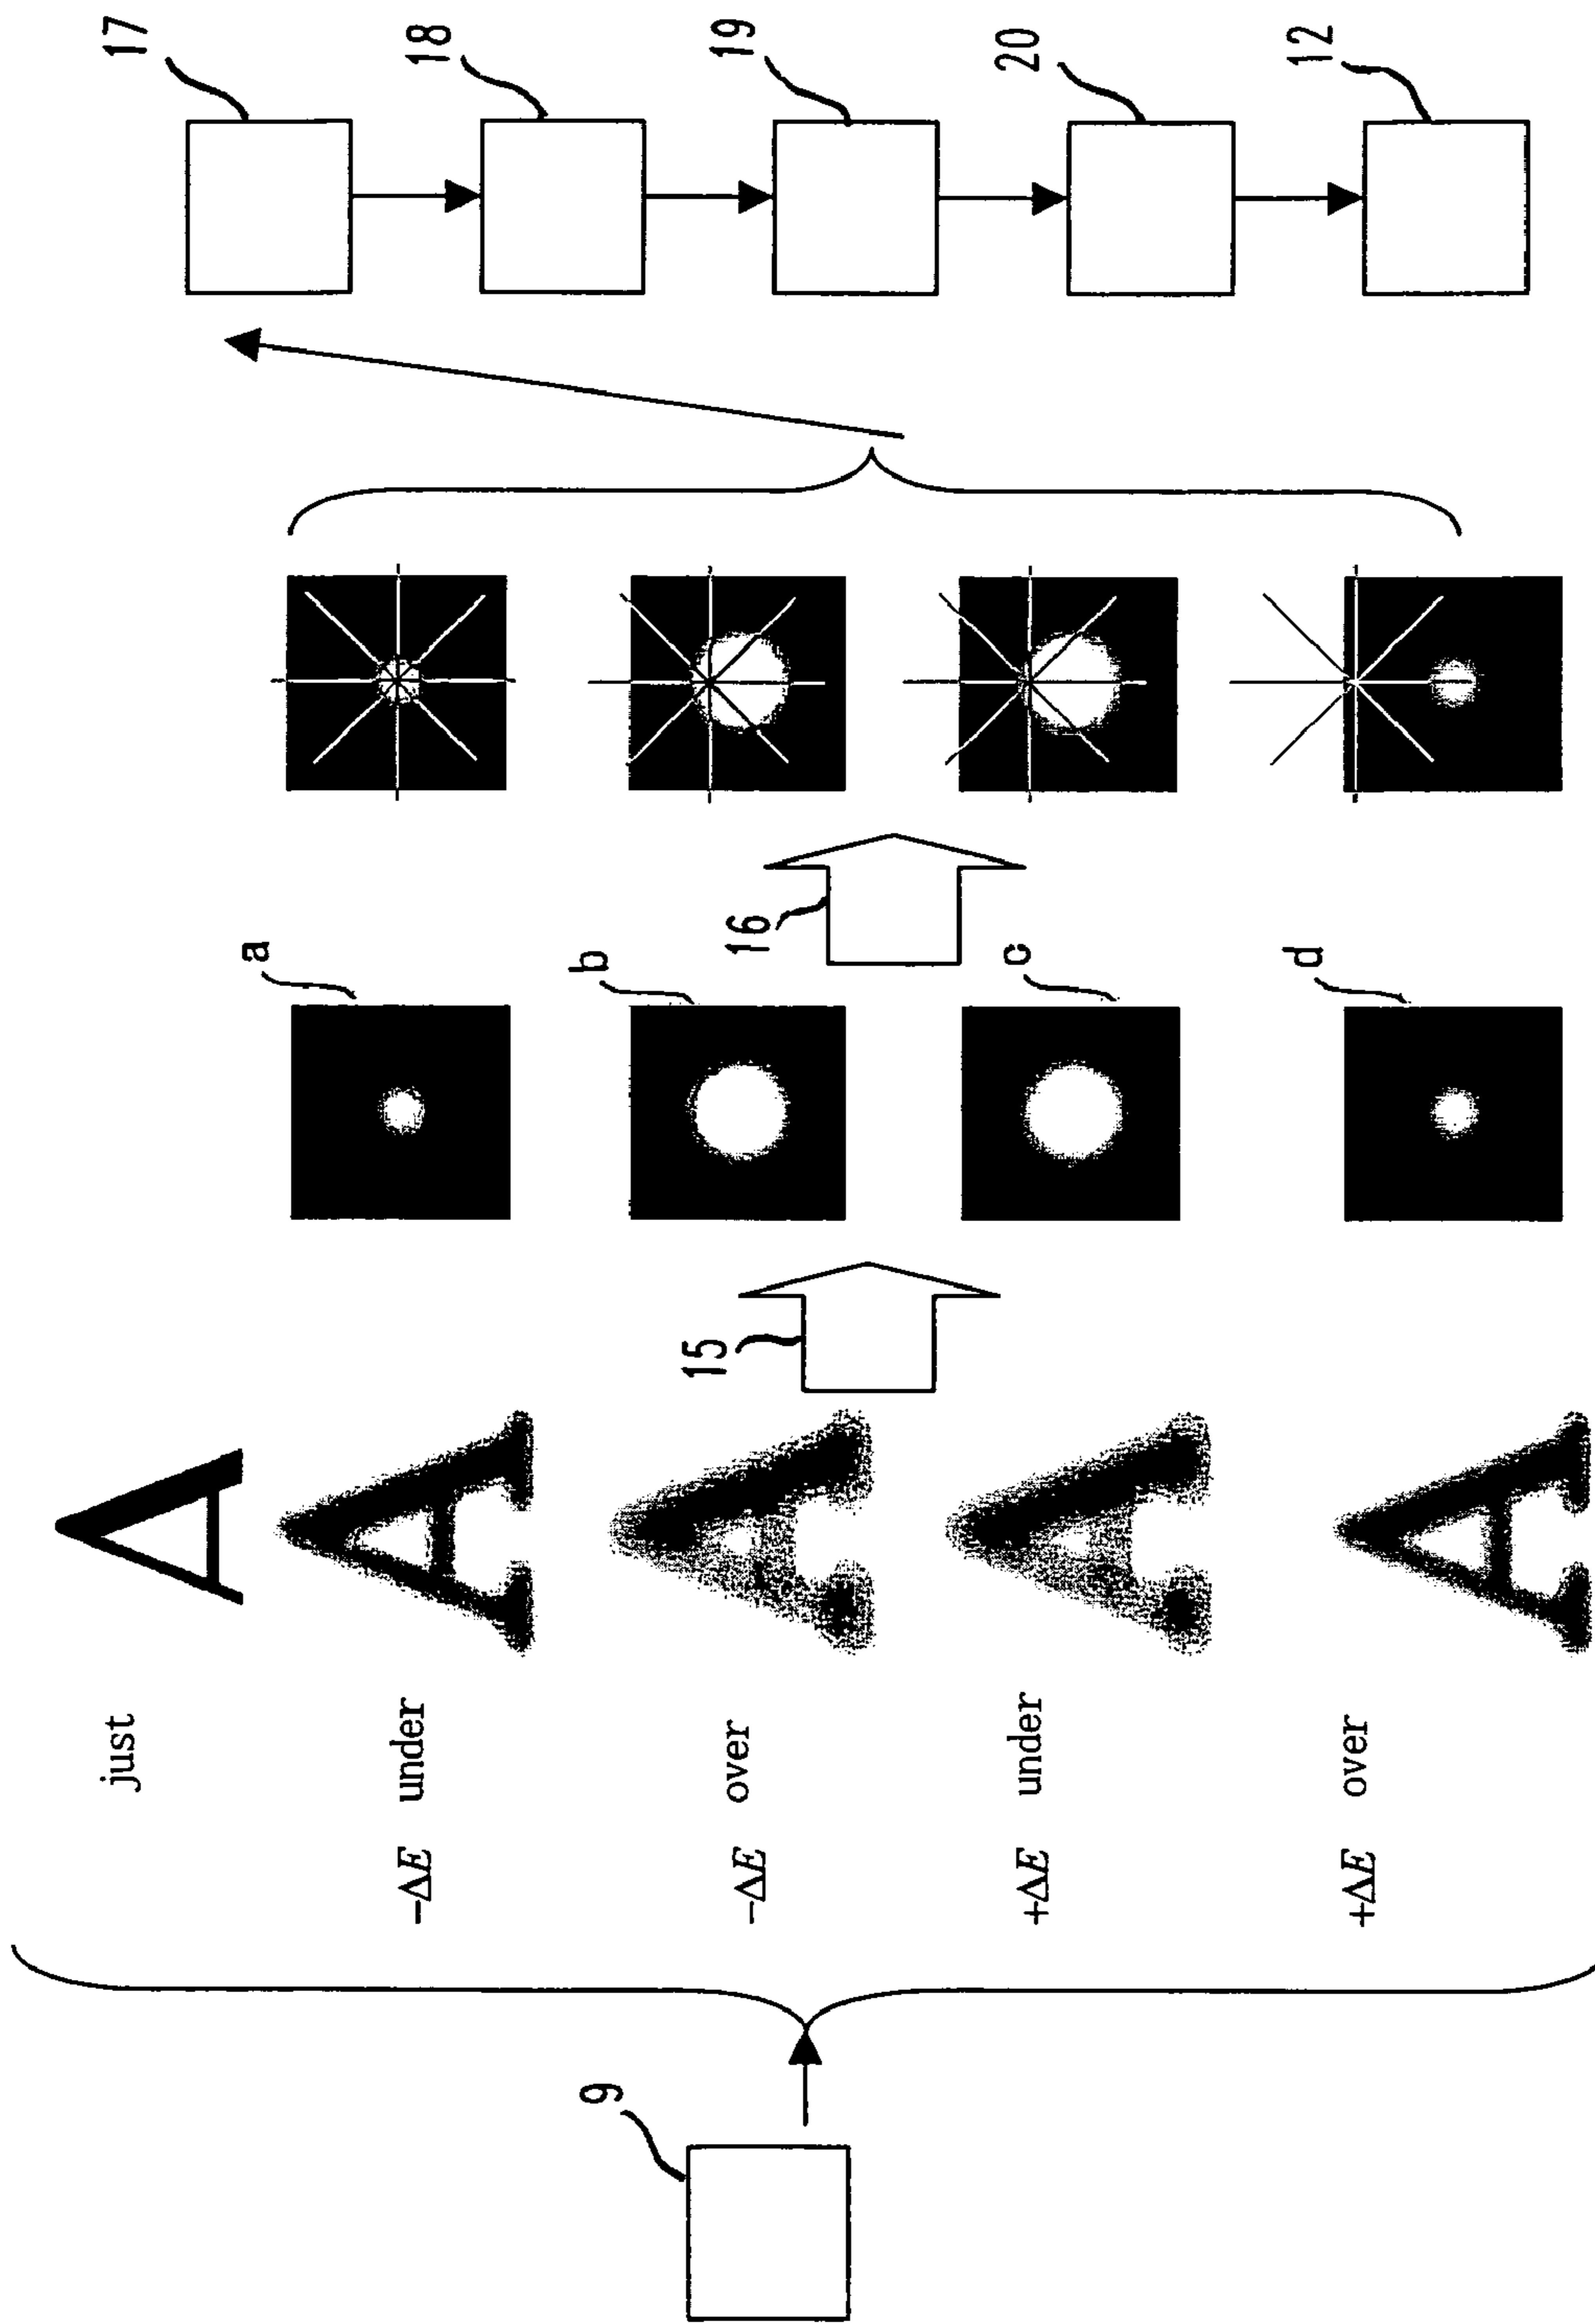 9
just
A
−ΔE under
A
−ΔE over
A
+ΔE under
A
+ΔE over
A
15
a
b
c
d
16
17
18
19
20
12